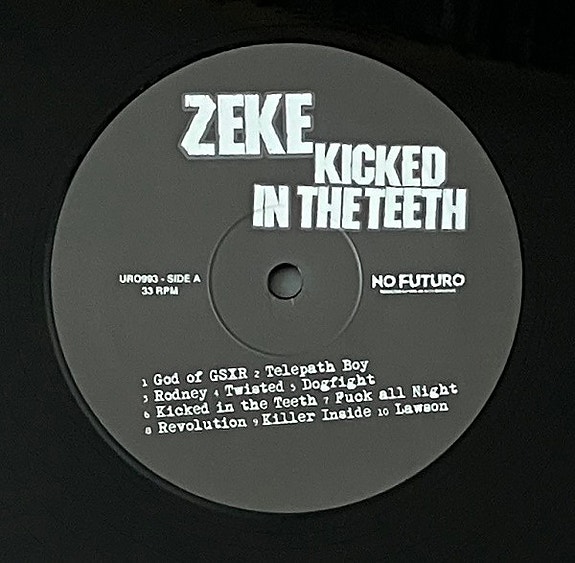 ZEKE
KICKED
IN THE TEETH
URO993 - SIDE A
33 RPM
NO FUTURO
1 God of GSXR 2 Telepath Boy
3 Rodney 4 Twisted 5 Dogfight
6 Kicked in the Teeth 7 Fuck all Night
8 Revolution 9 Killer Inside 10 Lawson